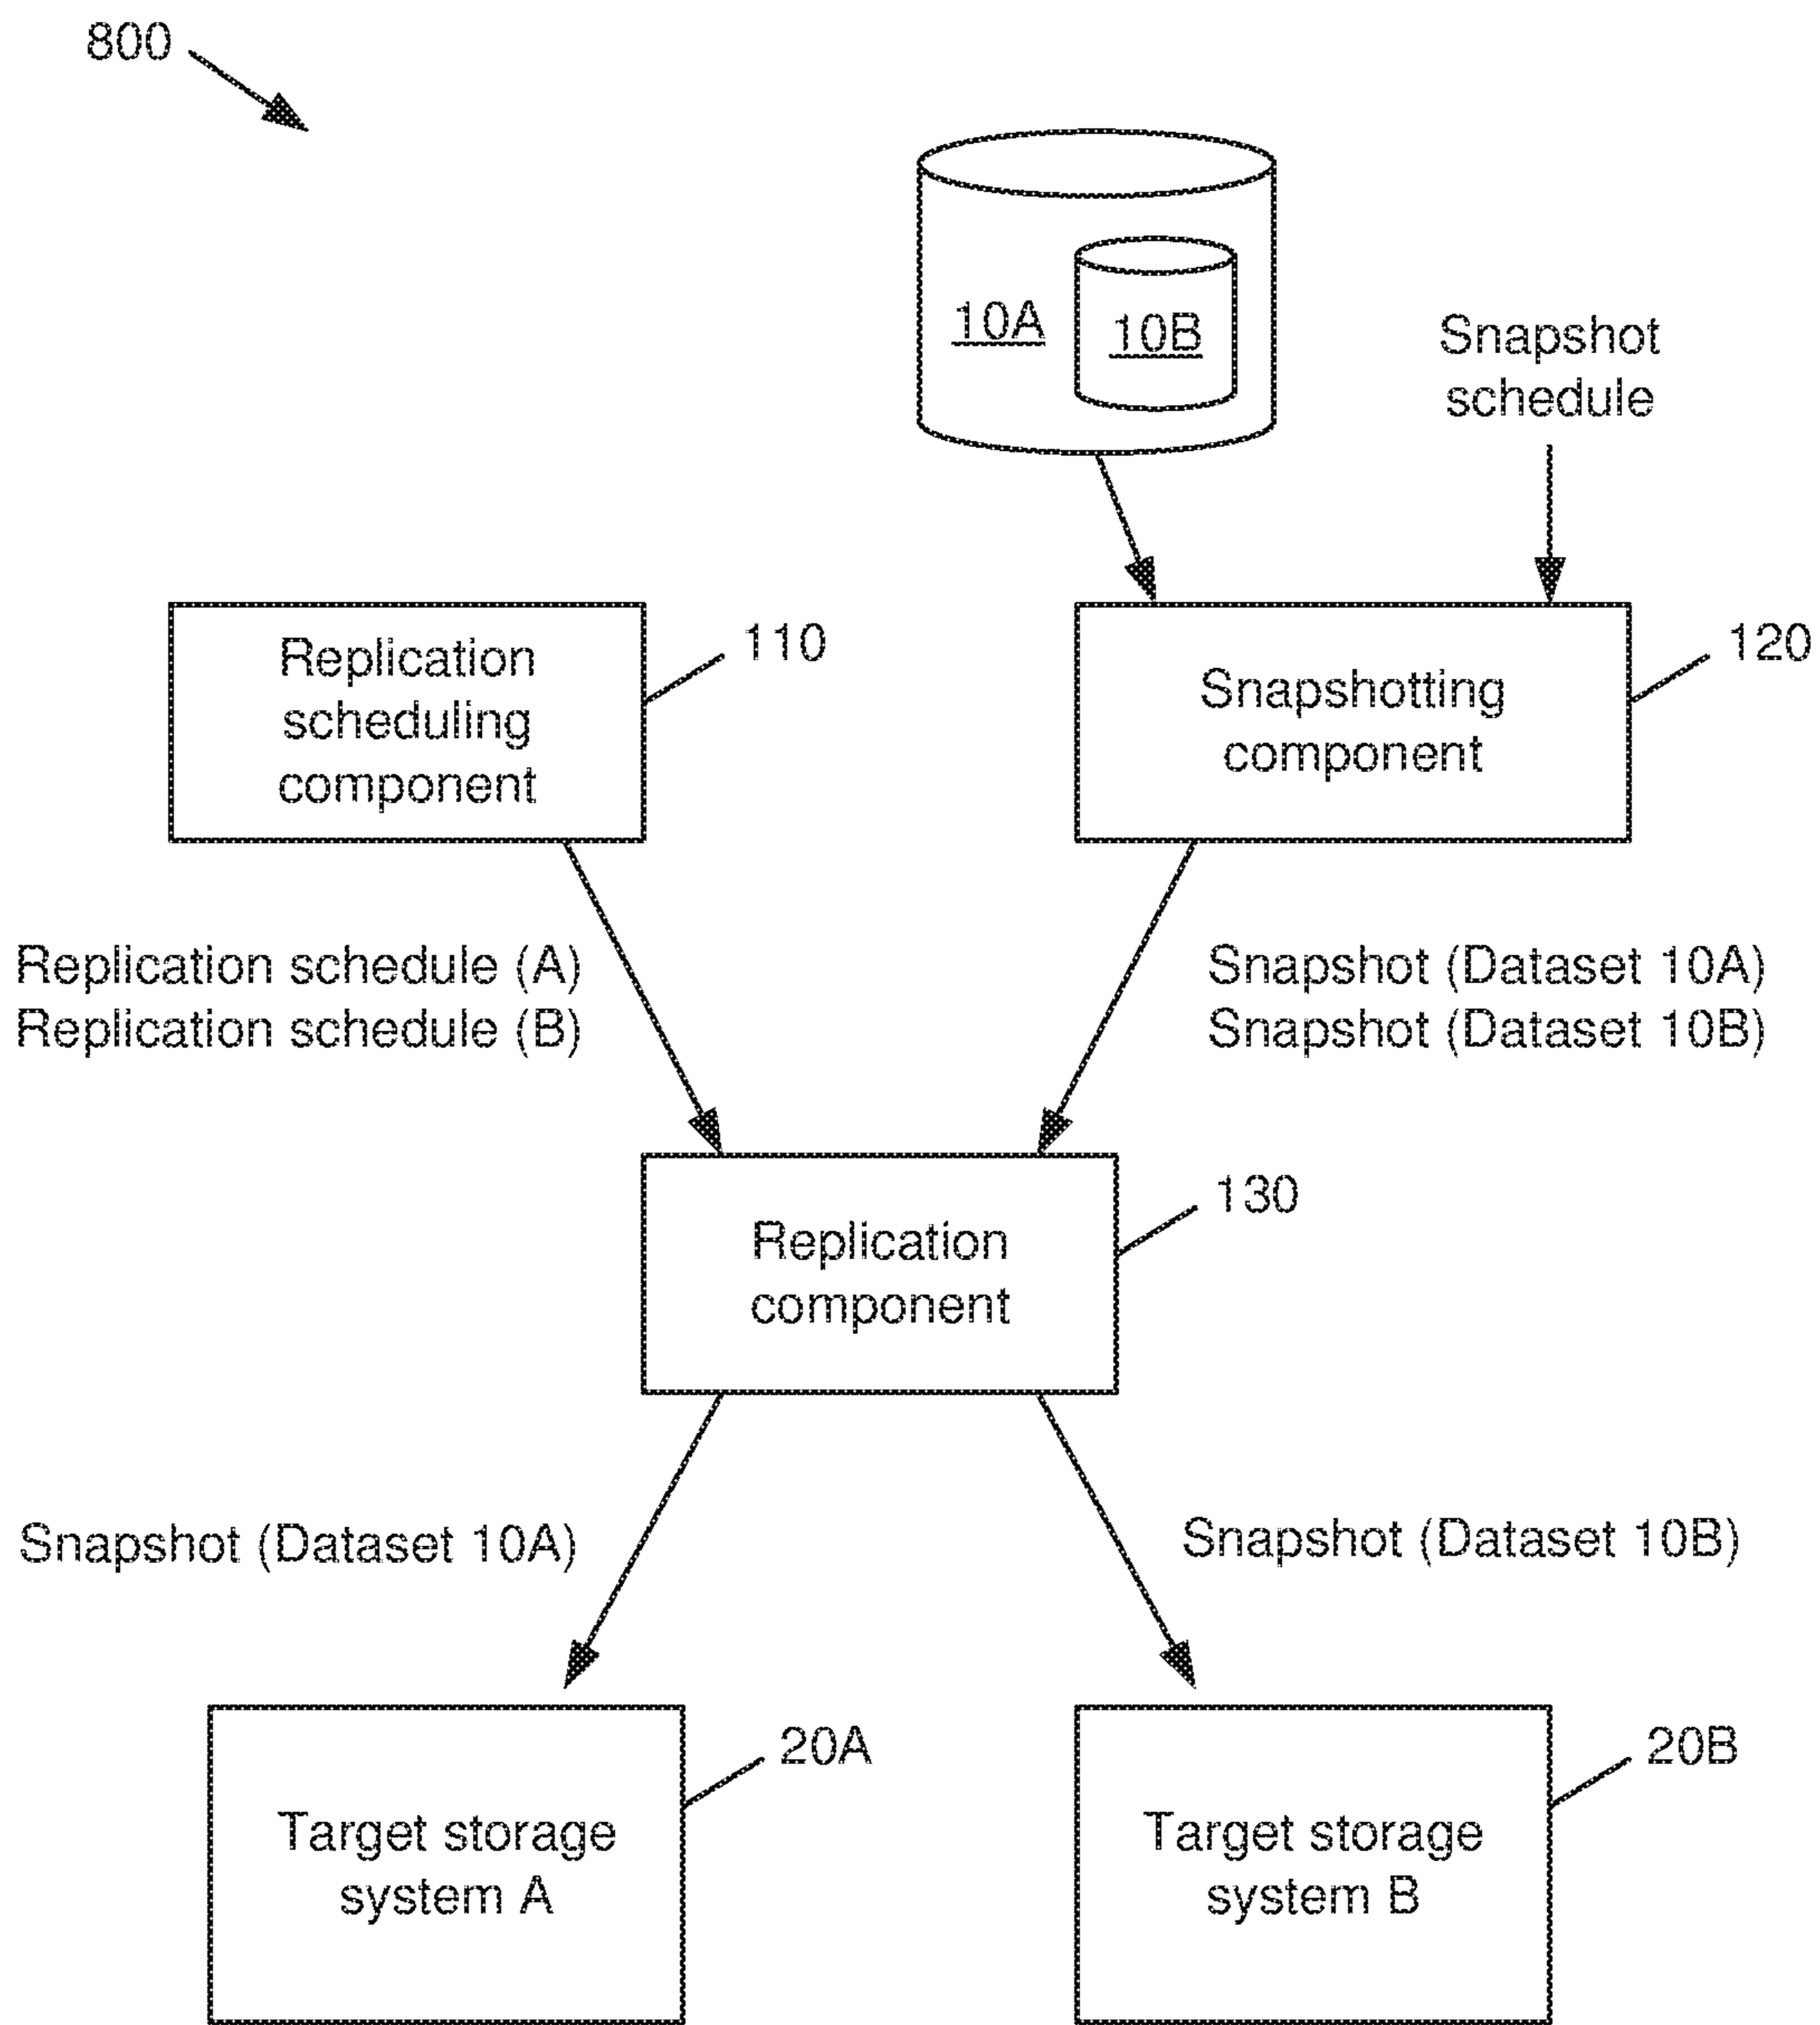 800
10A
10B
Snapshot
schedule
Replication
scheduling
component
110
Snapshotting
component
120
Replication schedule (A)
Replication schedule (B)
Snapshot (Dataset 10A)
Snapshot (Dataset 10B)
Replication
component
130
Snapshot (Dataset 10A)
Snapshot (Dataset 10B)
Target storage
system A
20A
Target storage
system B
20B